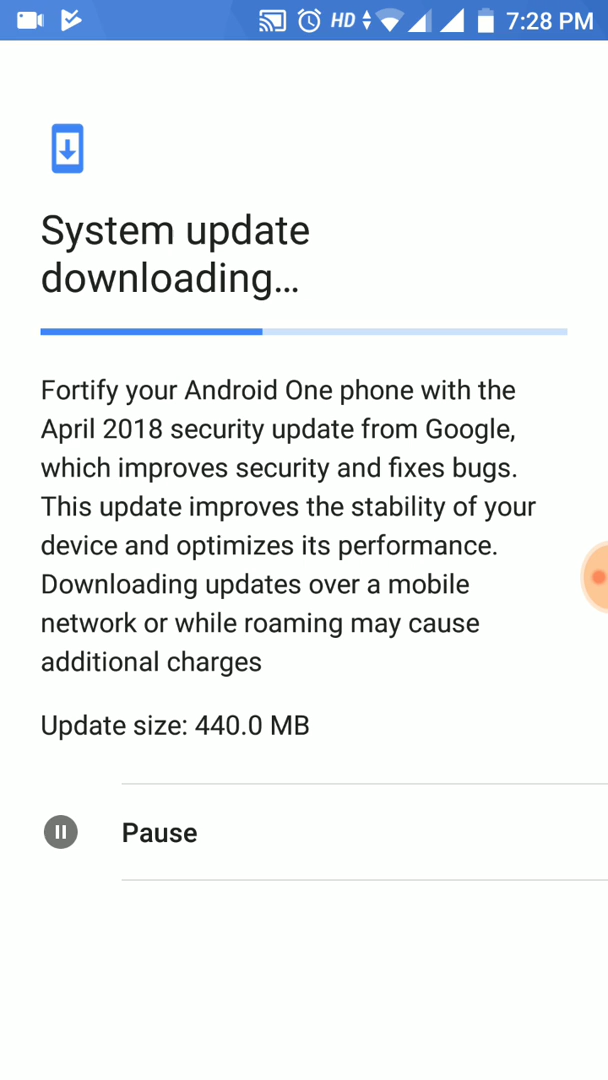 HD 7:28 PM
System update
downloading...
Fortify your Android One phone with the
April 2018 security update from Google,
which improves security and fixes bugs.
This update improves the stability of your
device and optimizes its performance.
Downloading updates over a mobile
network or while roaming may cause
additional charges
Update size: 440.0 MB
Pause